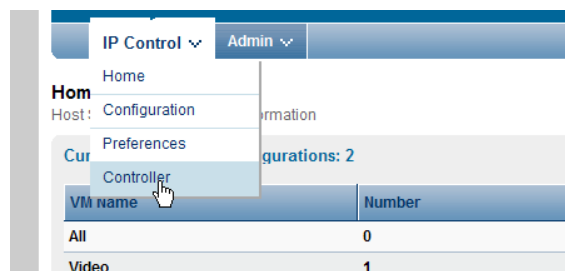 IP Control Admin
Home
Hom
Configuration
Host rmation
Preferences
Cur gurations: 2
Controller
VM Name Number
All 0
Video 1